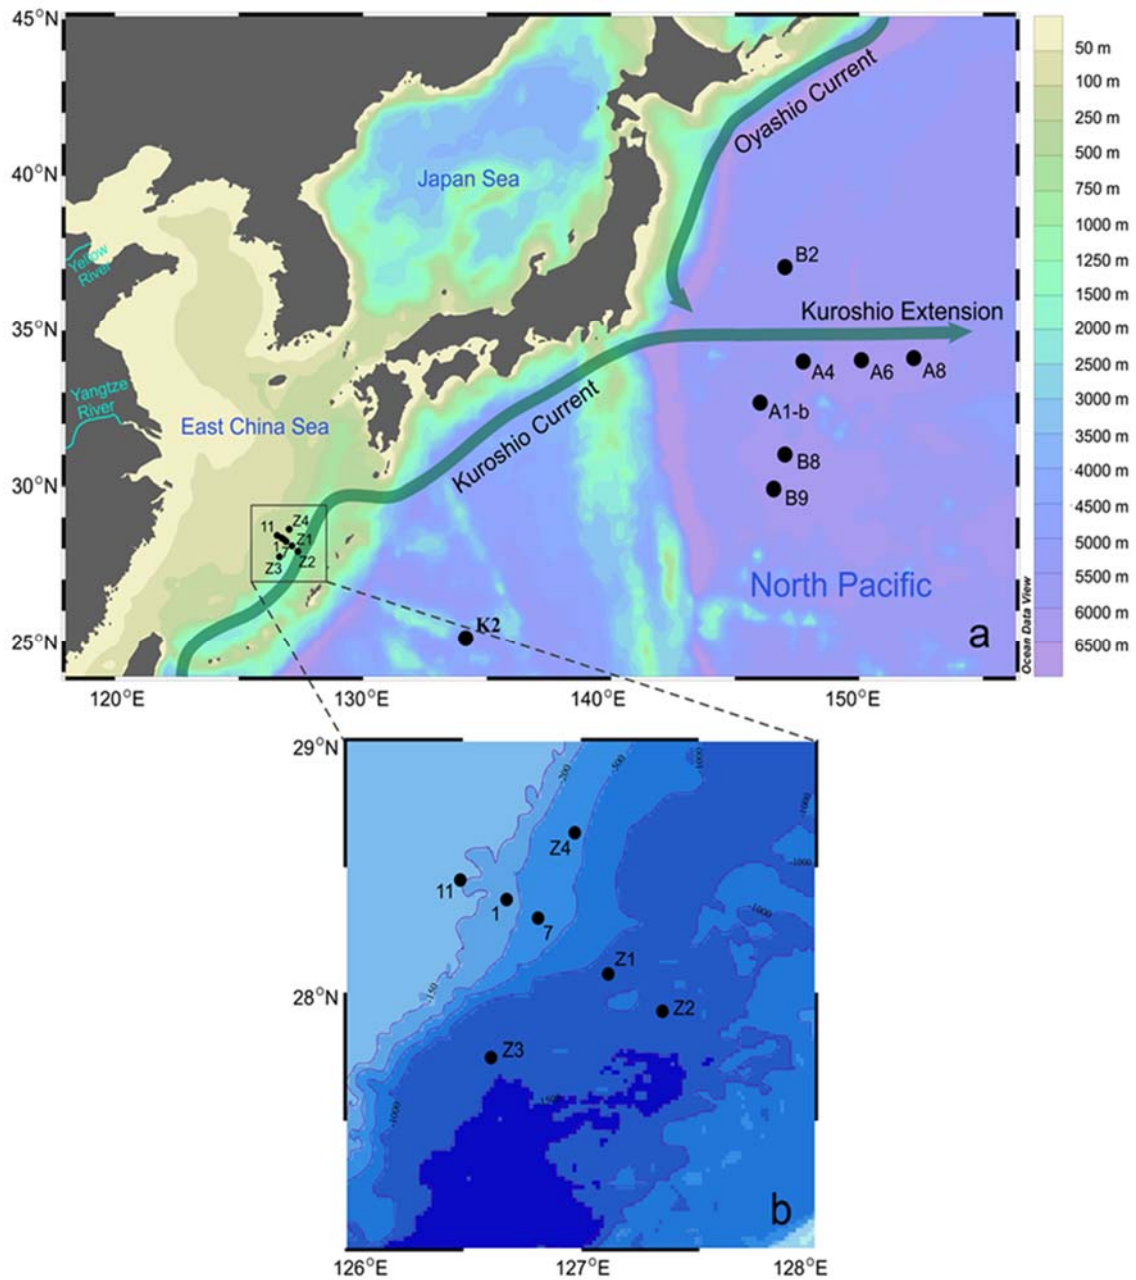 45°N
40°N
35°N
30°N
25°N
120°E
130°E
140°E
150°E
Japan Sea
Oyashio Current
Yellow
River
Yangtze
River
East China Sea
Kuroshio Current
Kuroshio Extension
North Pacific
B2
A4
A6
A8
A1-b
B8
B9
K2
11
Z4
1
Z1
Z3
Z2
a
Ocean Data View
50 m
100 m
250 m
500 m
750 m
1000 m
1500 m
2000 m
2500 m
3000 m
3500 m
4000 m
4500 m
5000 m
5500 m
6000 m
6500 m
29°N
28°N
126°E
127°E
128°E
-200
-500
-1000
-1000
-1000
-1000
-150
-1000
Z4
11
1
7
Z1
Z2
Z3
b